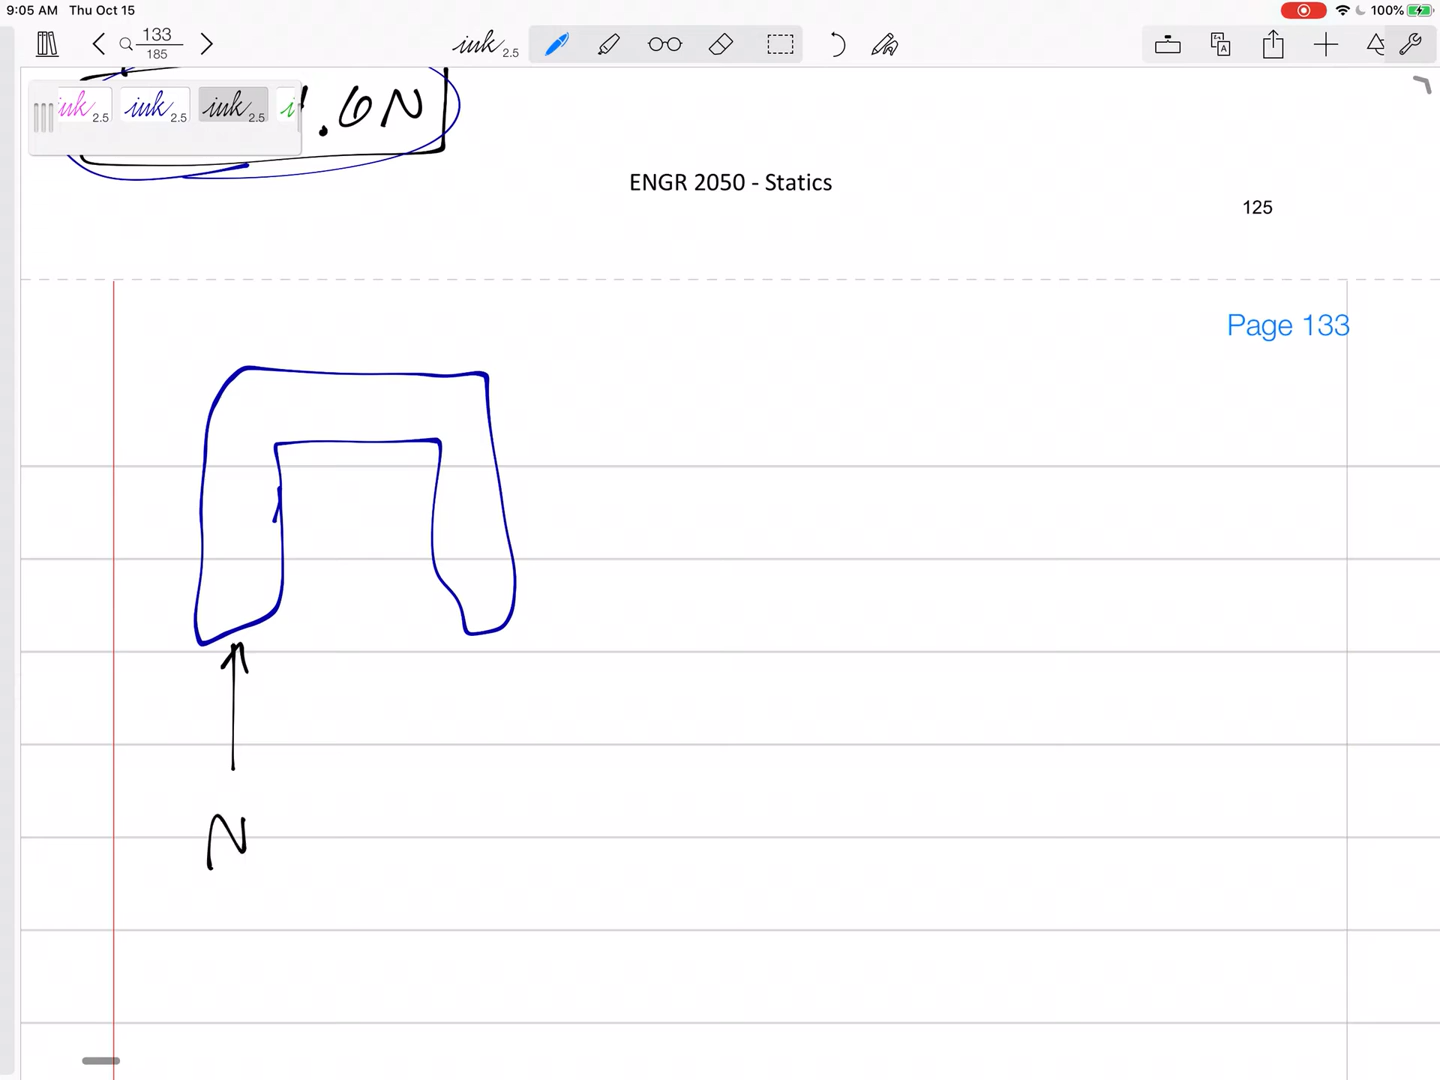 9:05 AM Thu Oct 15 100%
133
185
ink 2.5
ink 2.5 ink 2.5 ink 2.5
.6N
ENGR 2050 - Statics
125
Page 133
N